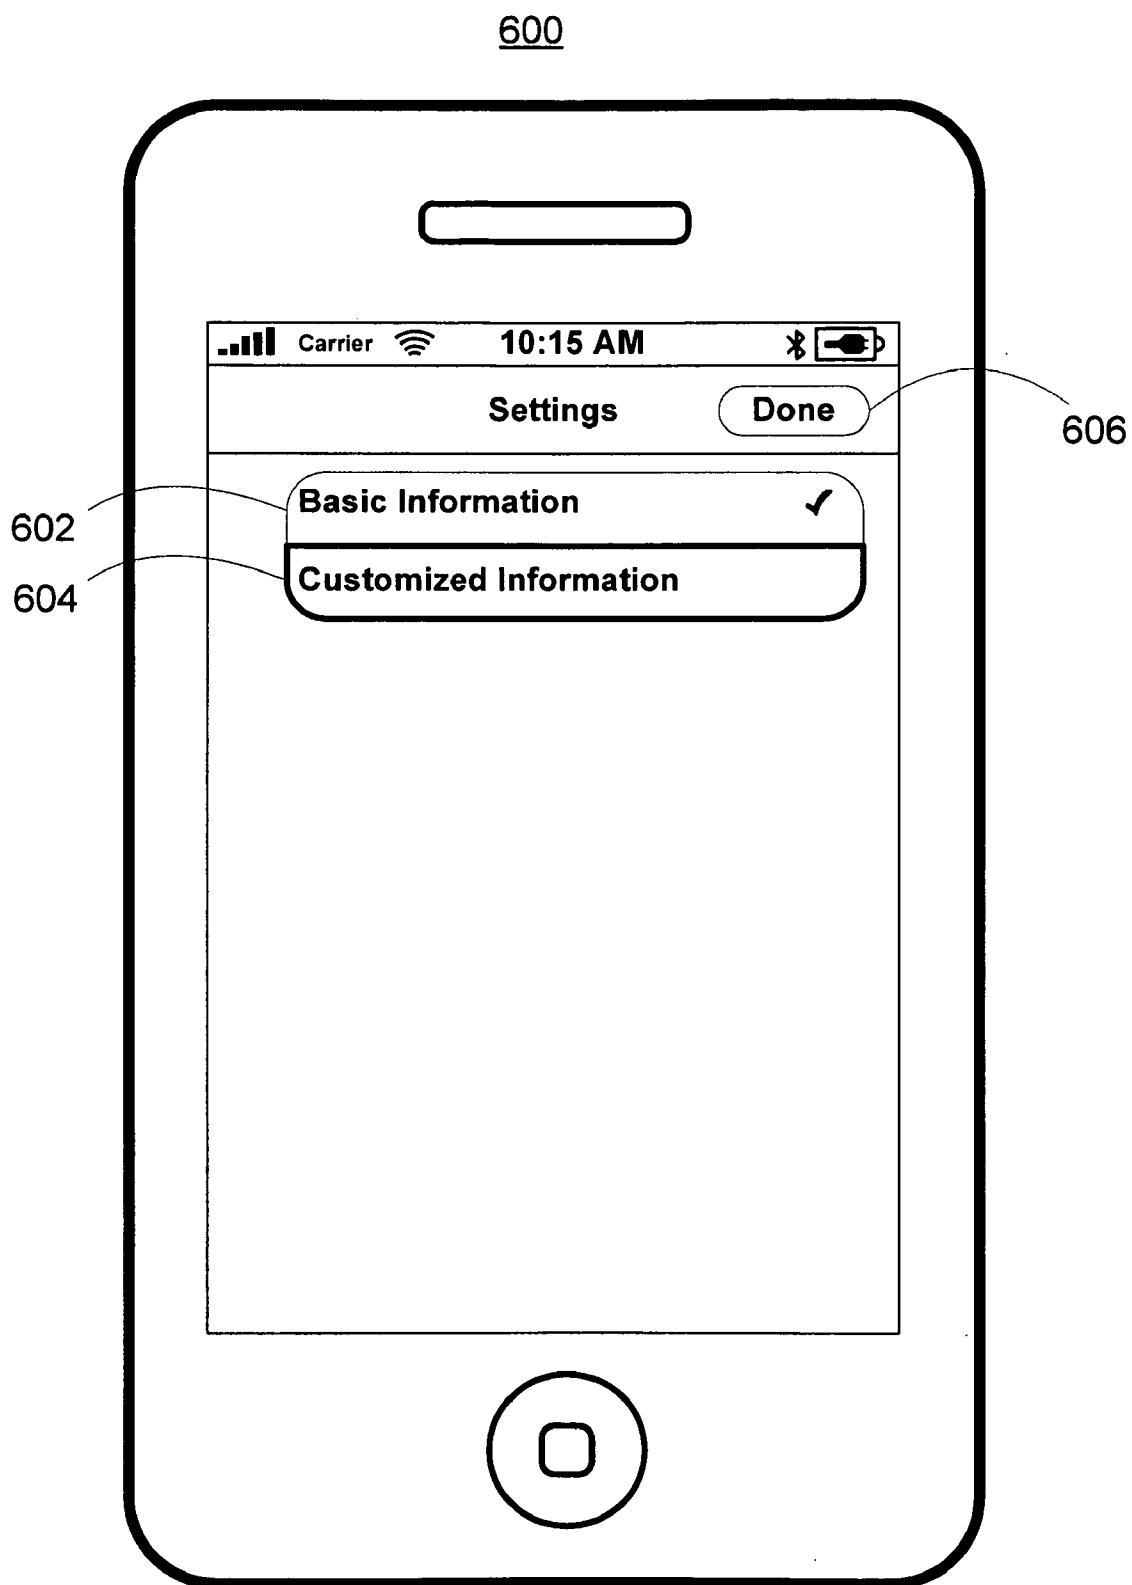 600
Carrier 10:15 AM
Settings Done
606
Basic Information
602
Customized Information
604